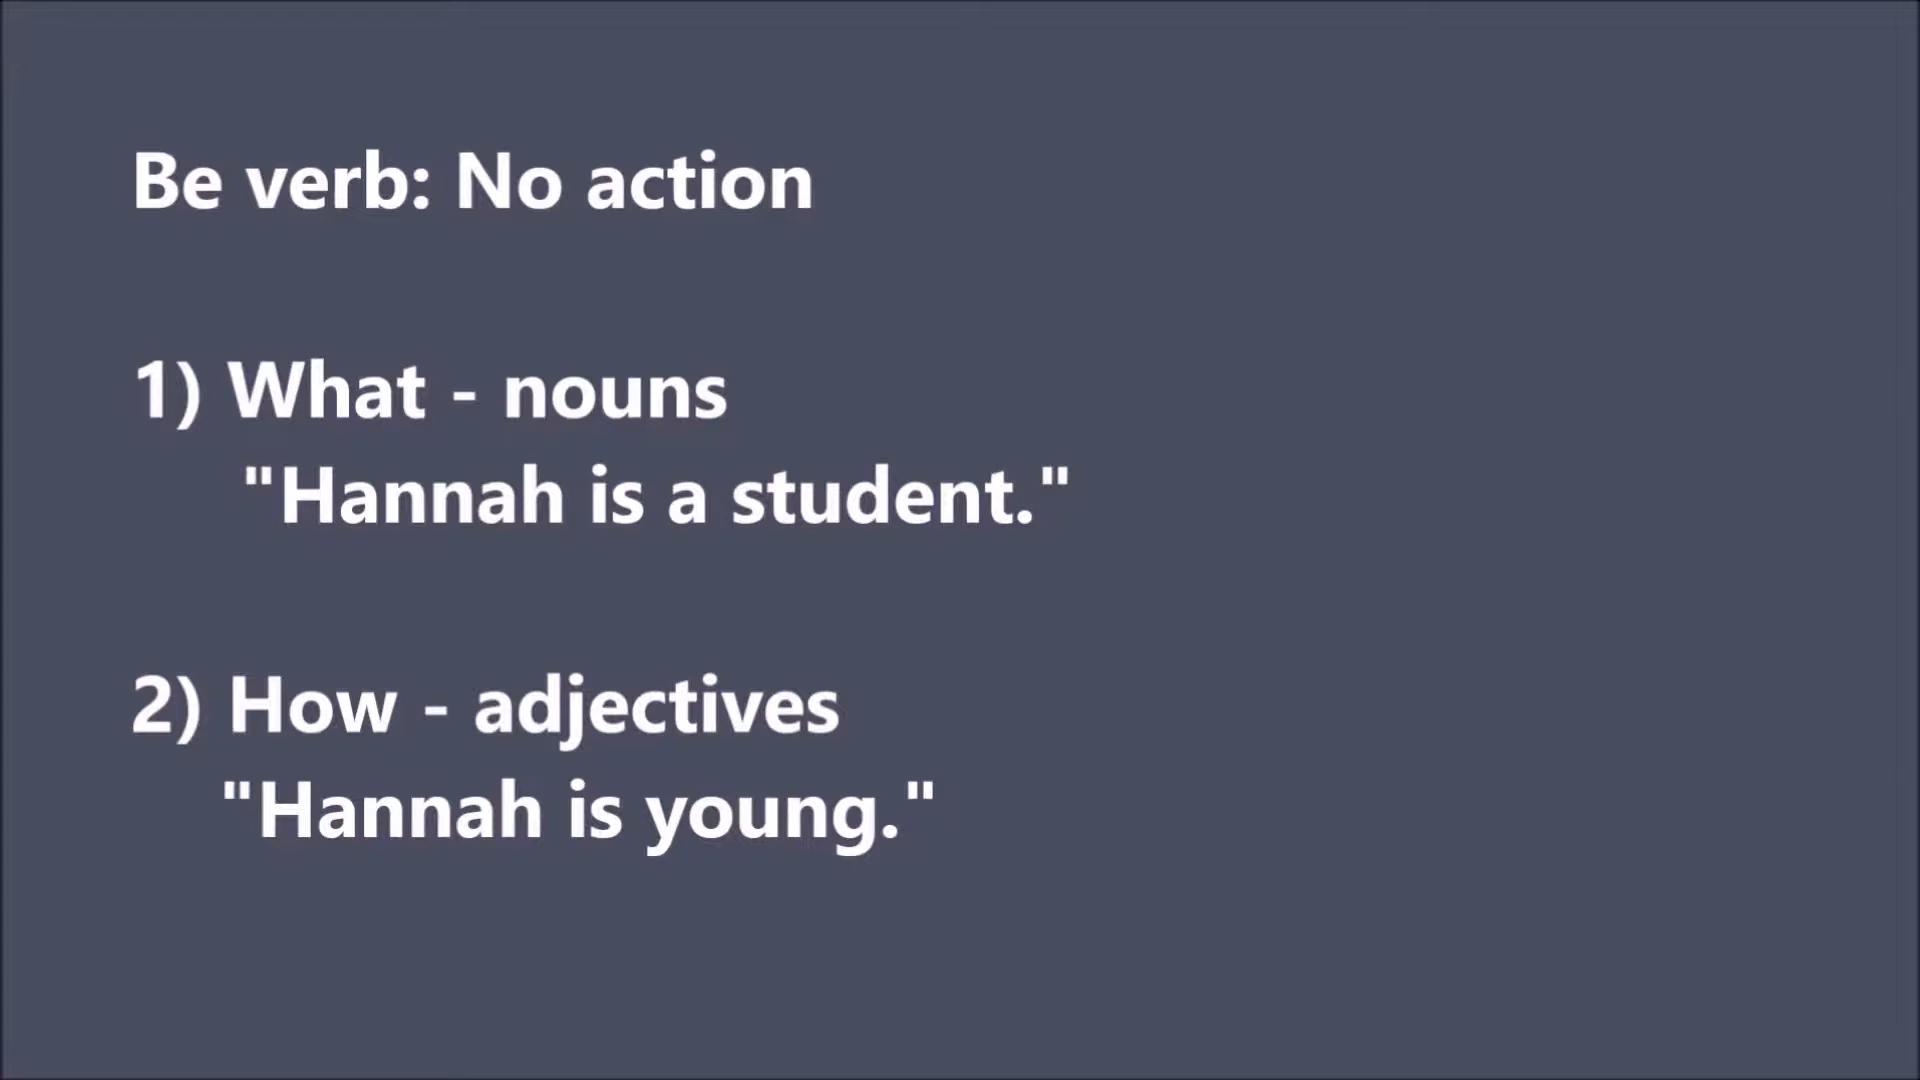 Be verb: No action
1) What - nouns
"Hannah is a student."
2) How - adjectives
"Hannah is young."